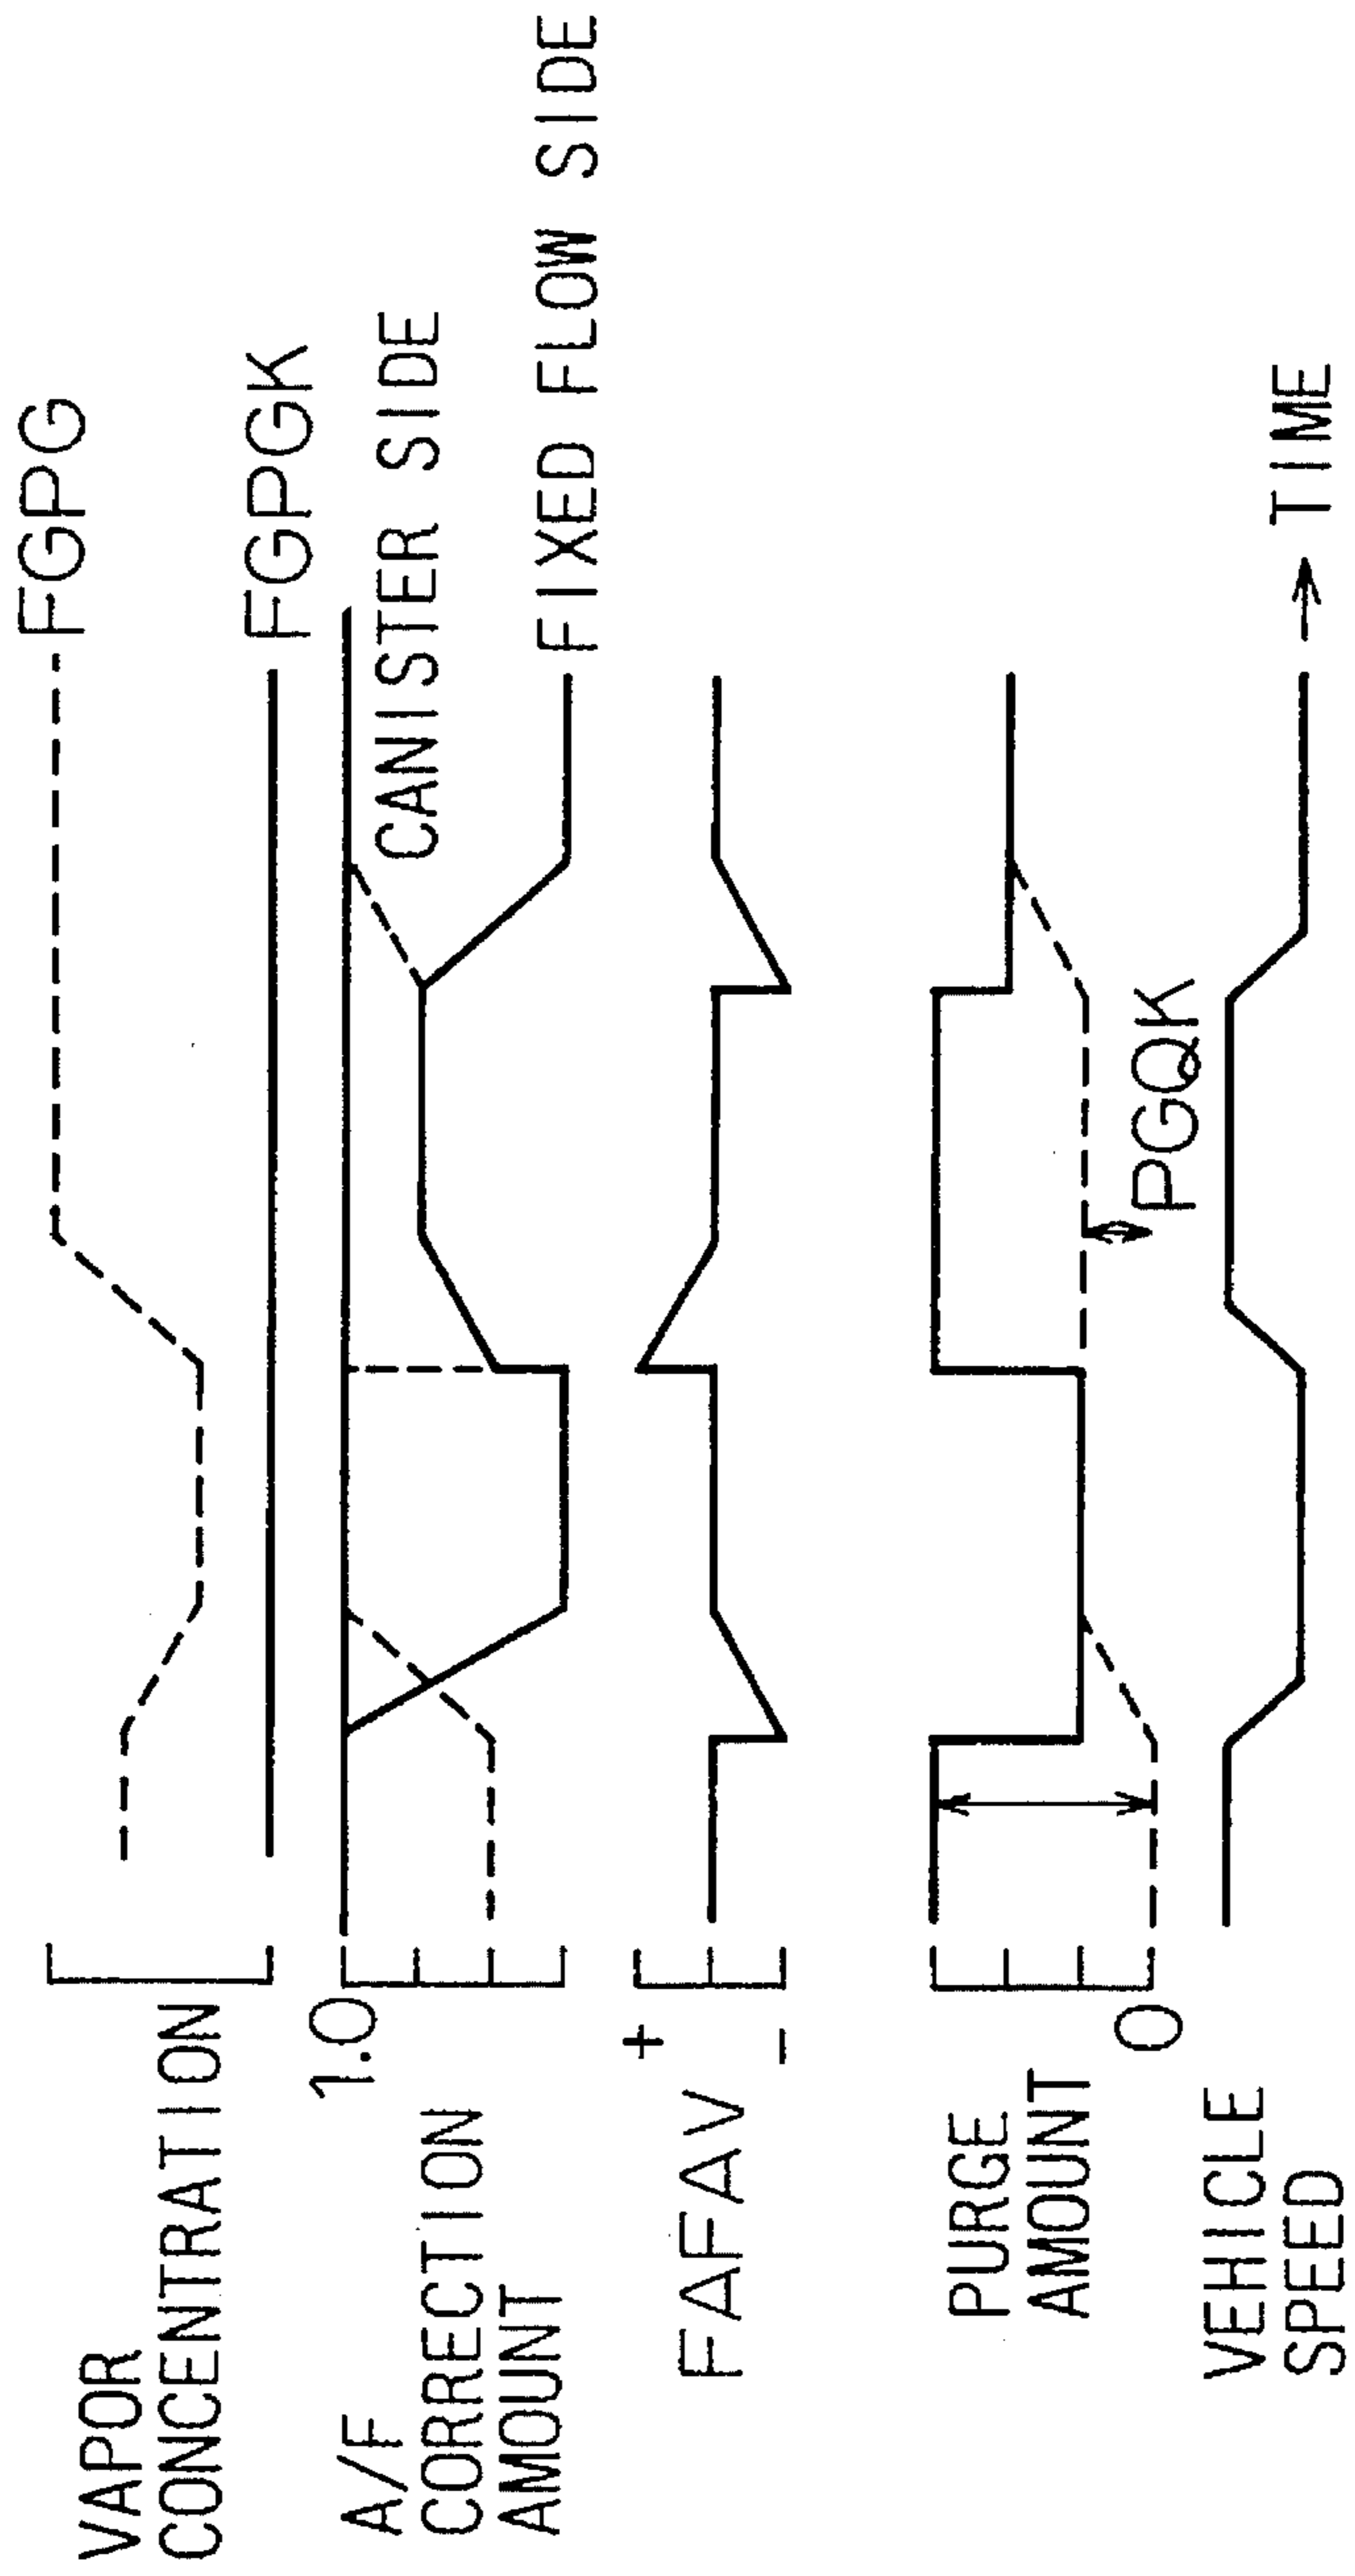 VAPOR
CONCENTRATION
FGPG
FGPGK
A/F
CORRECTION
AMOUNT
1.0
CANISTER SIDE
FIXED FLOW SIDE
FAFAV
+
-
PURGE
AMOUNT
0
PGQK
VEHICLE
SPEED
TIME